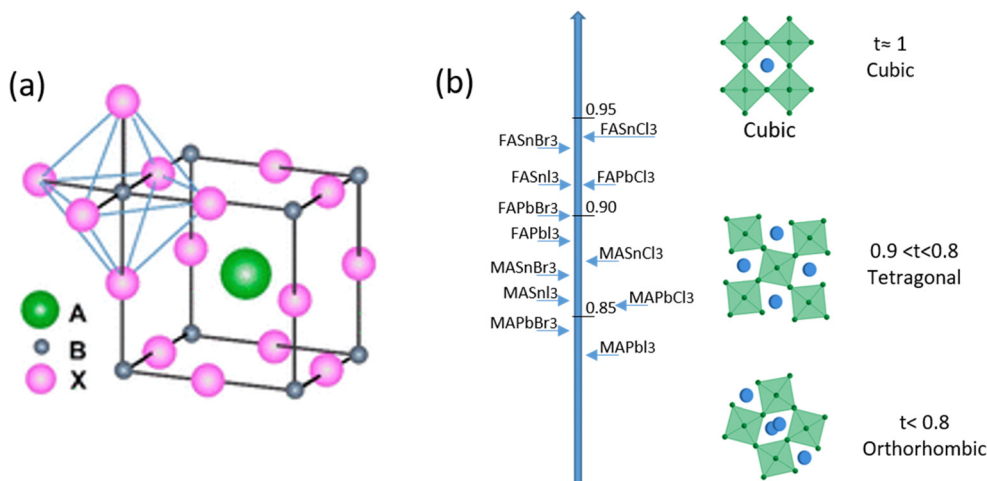 (a)
A
B
X
(b)
0.95
FASnCl3
FASnBr3
FASnI3
FAPbCl3
FAPbBr3
0.90
FAPbI3
MASnCl3
MASnBr3
MASnI3
MAPbCl3
0.85
MAPbBr3
MAPbI3
Cubic
t≈ 1
Cubic
0.9 <t<0.8
Tetragonal
t< 0.8
Orthorhombic